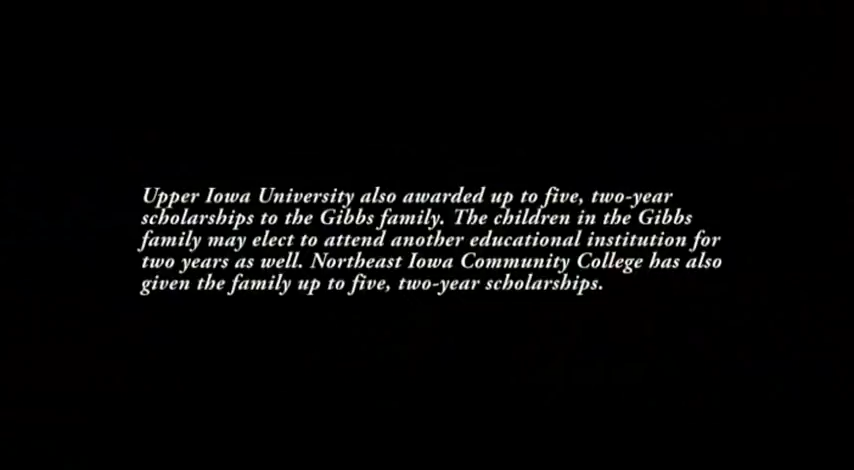 Upper Iowa University also awarded up to five, two-year
scholarships to the Gibbs family. The children in the Gibbs
family may elect to attend another educational institution for
two years as well. Northeast Iowa Community College has also
given the family up to five, two-year scholarships.